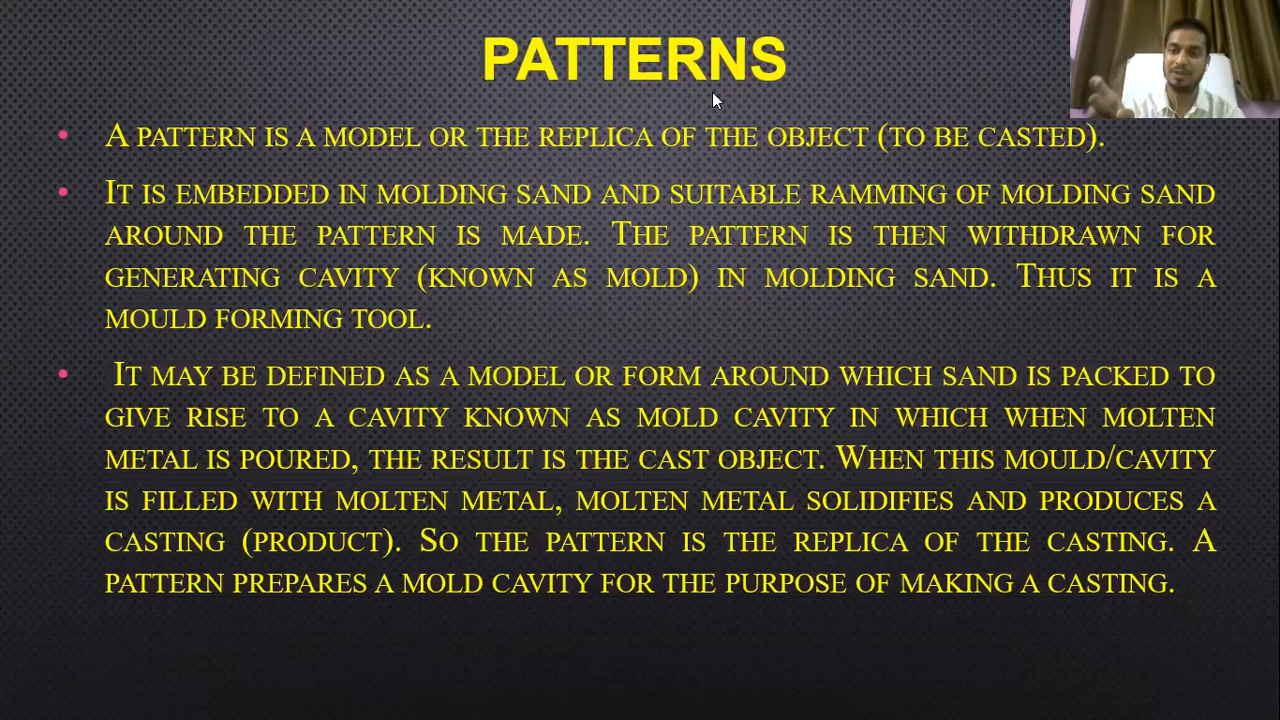 PATTERNS
• A PATTERN IS A MODEL OR THE REPLICA OF THE OBJECT (TO BE CASTED).
• IT IS EMBEDDED IN MOLDING SAND AND SUITABLE RAMMING OF MOLDING SAND
AROUND THE PATTERN IS MADE. THE PATTERN IS THEN WITHDRAWN FOR
GENERATING CAVITY (KNOWN AS MOLD) IN MOLDING SAND. THUS IT IS A
MOULD FORMING TOOL.
• IT MAY BE DEFINED AS A MODEL OR FORM AROUND WHICH SAND IS PACKED TO
GIVE RISE TO A CAVITY KNOWN AS MOLD CAVITY IN WHICH WHEN MOLTEN
METAL IS POURED, THE RESULT IS THE CAST OBJECT. WHEN THIS MOULD/CAVITY
IS FILLED WITH MOLTEN METAL, MOLTEN METAL SOLIDIFIES AND PRODUCES A
CASTING (PRODUCT). SO THE PATTERN IS THE REPLICA OF THE CASTING. A
PATTERN PREPARES A MOLD CAVITY FOR THE PURPOSE OF MAKING A CASTING.